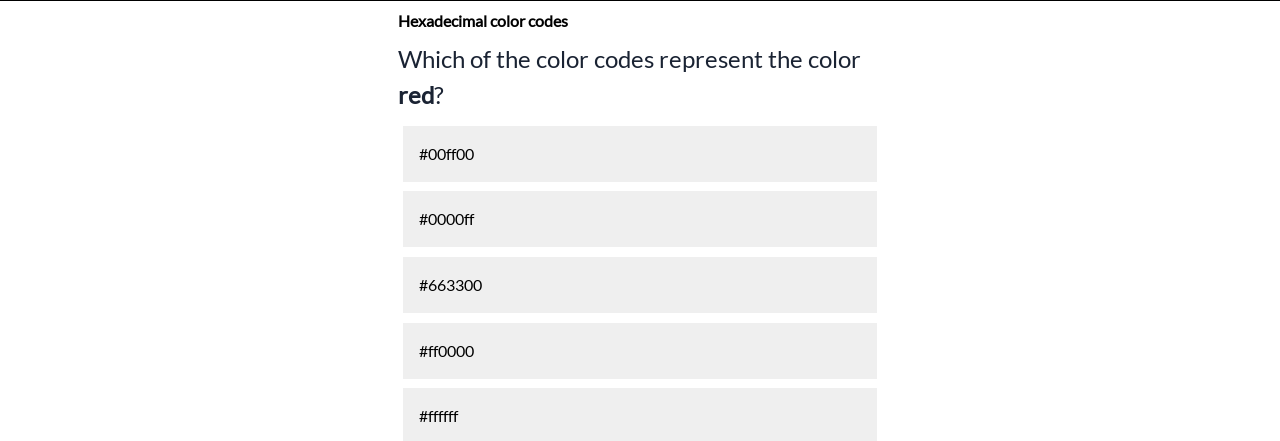 Hexadecimal color codes
Which of the color codes represent the color
red?
#00ff00
#0000ff
#663300
#ff0000
#ffffff